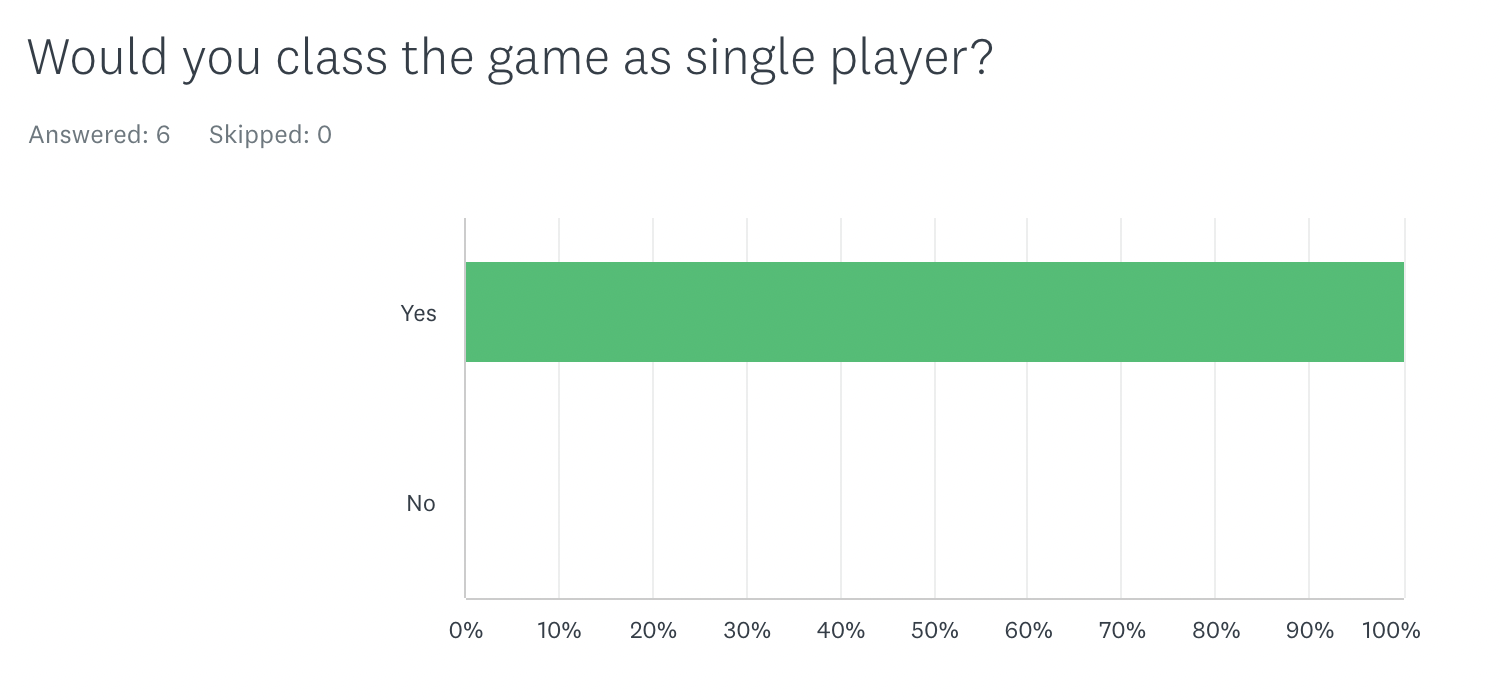 Would you class the game as single player?
Answered: 6 Skipped: 0
Yes
No
0% 10% 20% 30% 40% 50% 60% 70% 80% 90% 100%